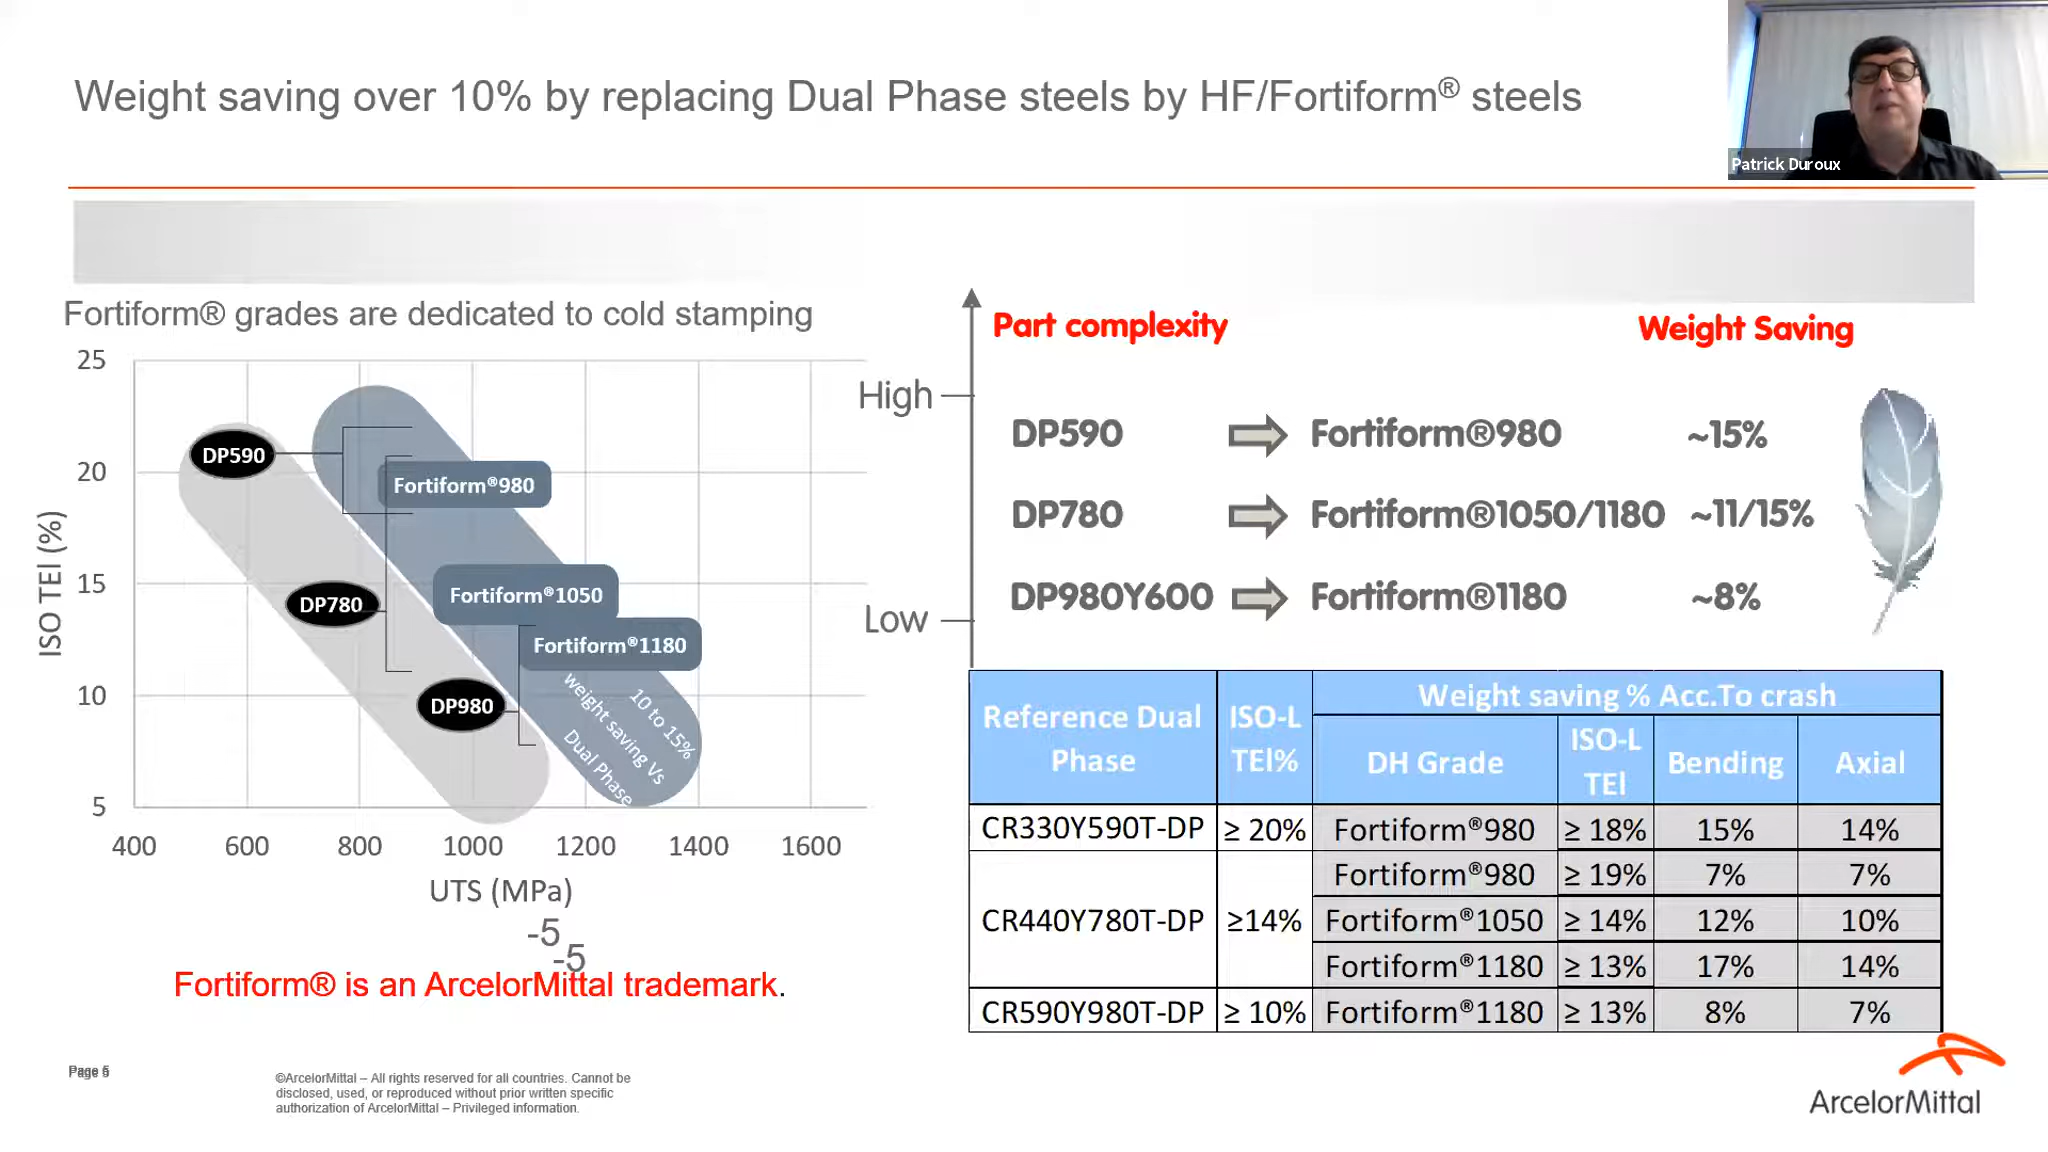 Weight saving over 10% by replacing Dual Phase steels by HF/Fortiform® steels
Patrick Duroux
Fortiform® grades are dedicated to cold stamping
25
20
15
10
5
ISO TEl (%)
400 600 800 1000 1200 1400 1600
UTS (MPa)
DP590
DP780
DP980
Fortiform®980
Fortiform®1050
Fortiform®1180
10 to 15%
weight saving Vs
Dual Phase
-5
-5
Fortiform® is an ArcelorMittal trademark.
Part complexity Weight Saving
High
Low
DP590 Fortiform®980 ~15%
DP780 Fortiform®1050/1180 ~11/15%
DP980Y600 Fortiform®1180 ~8%
Reference Dual Phase ISO-L TEl% Weight saving % Acc.To crash
DH Grade ISO-L TEl Bending Axial
CR330Y590T-DP ≥ 20% Fortiform®980 ≥ 18% 15% 14%
Fortiform®980 ≥ 19% 7% 7%
CR440Y780T-DP ≥14% Fortiform®1050 ≥ 14% 12% 10%
Fortiform®1180 ≥ 13% 17% 14%
CR590Y980T-DP ≥ 10% Fortiform®1180 ≥ 13% 8% 7%
Page 5
©ArcelorMittal – All rights reserved for all countries. Cannot be
disclosed, used, or reproduced without prior written specific
authorization of ArcelorMittal – Privileged information.
ArcelorMittal